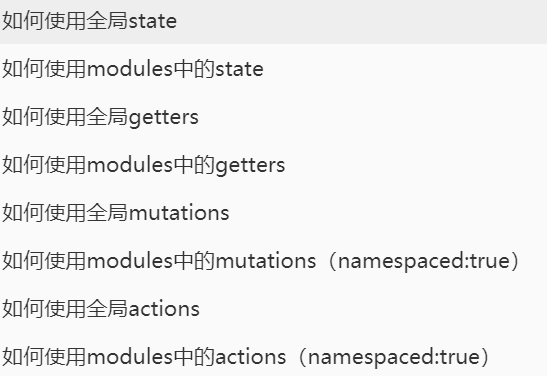 如何使用全局state
如何使用modules中的state
如何使用全局getters
如何使用modules中的getters
如何使用全局mutations
如何使用modules中的mutations（namespaced:true）
如何使用全局actions
如何使用modules中的actions（namespaced:true）